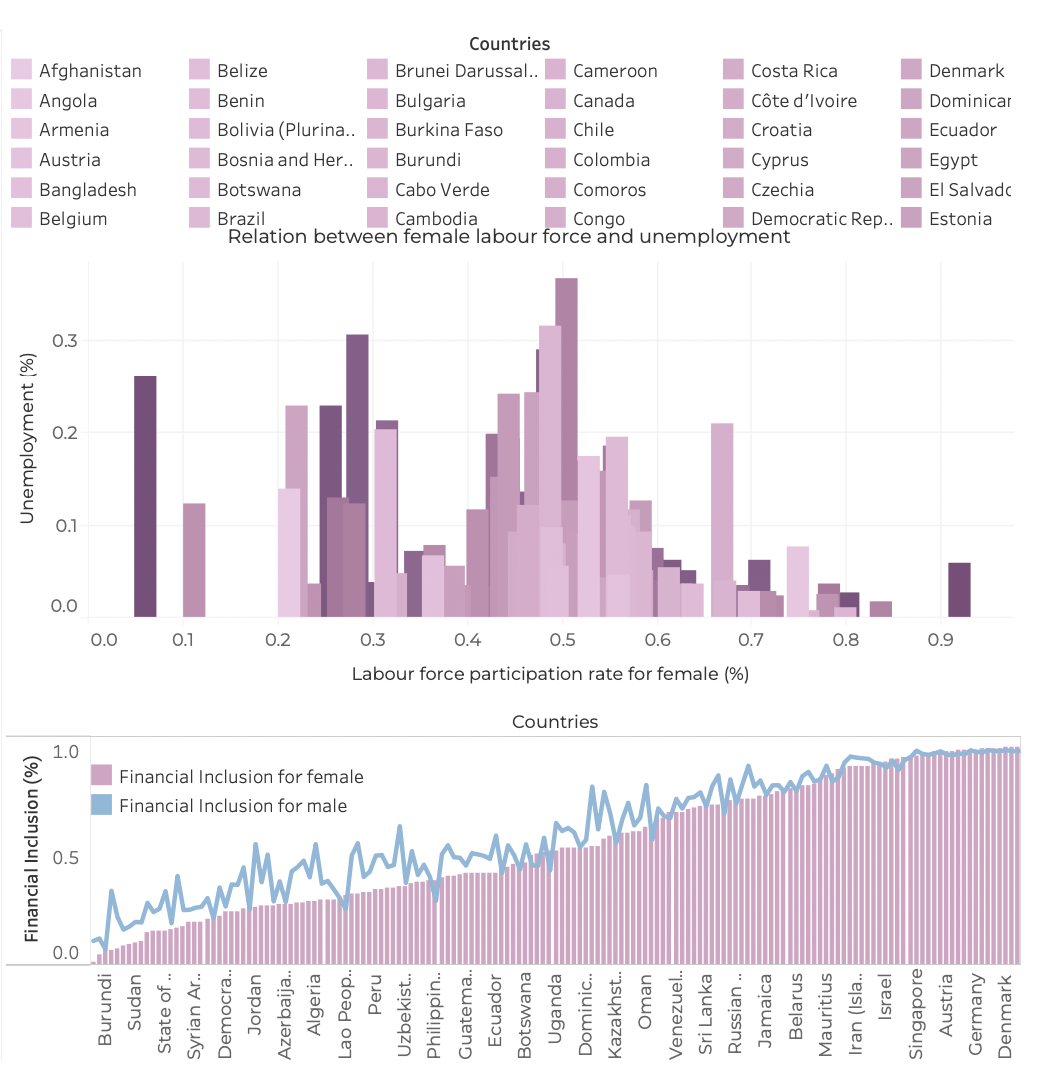 Countries
Afghanistan
Belize
Brunei Darussal..
Cameroon
Costa Rica
Denmark
Angola
Benin
Bulgaria
Canada
Côte d’Ivoire
Dominican
Armenia
Bolivia (Plurina..
Burkina Faso
Chile
Croatia
Ecuador
Austria
Bosnia and Her..
Burundi
Colombia
Cyprus
Egypt
Bangladesh
Botswana
Cabo Verde
Comoros
Czechia
El Salvado
Belgium
Brazil
Cambodia
Congo
Democratic Rep..
Estonia
Relation between female labour force and unemployment
Unemployment (%)
0.3
0.2
0.1
0.0
0.0 0.1 0.2 0.3 0.4 0.5 0.6 0.7 0.8 0.9
Labour force participation rate for female (%)
Countries
Financial Inclusion (%)
1.0
0.5
0.0
Financial Inclusion for female
Financial Inclusion for male
Burundi
Sudan
State of ..
Syrian Ar..
Democra..
Jordan
Azerbaija..
Algeria
Lao Peop..
Peru
Uzbekist..
Philippin..
Guatema..
Ecuador
Botswana
Uganda
Dominic..
Kazakhst..
Oman
Venezuel..
Sri Lanka
Russian ..
Jamaica
Belarus
Mauritius
Iran (Isla..
Israel
Singapore
Austria
Germany
Denmark